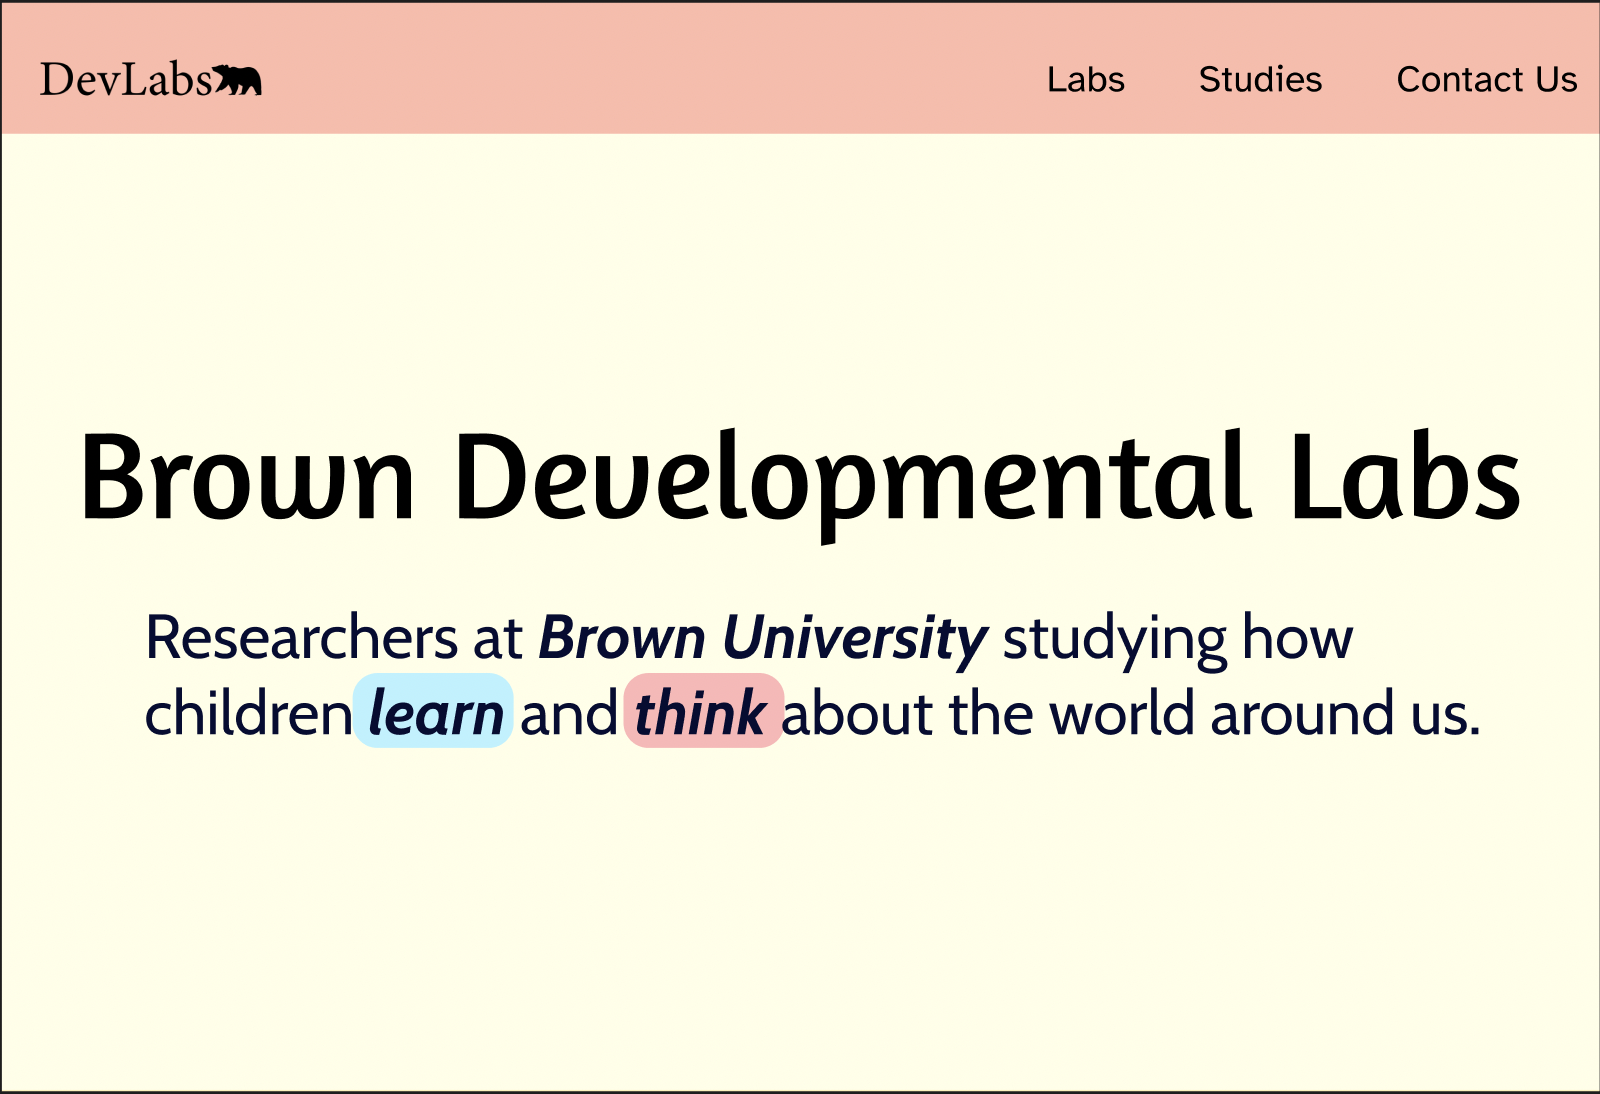 DevLabs
Labs Studies Contact Us
Brown Developmental Labs
Researchers at Brown University studying how
children learn and think about the world around us.